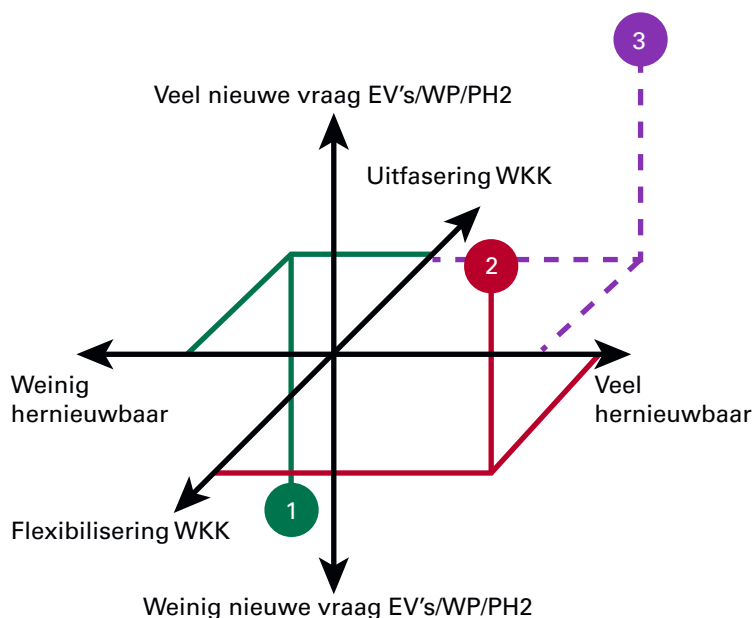 3
Veel nieuwe vraag EV's/WP/PH2
Uitfasering WKK
2
Weinig
hernieuwbaar
Veel
hernieuwbaar
1
Flexibilisering WKK
Weinig nieuwe vraag EV's/WP/PH2